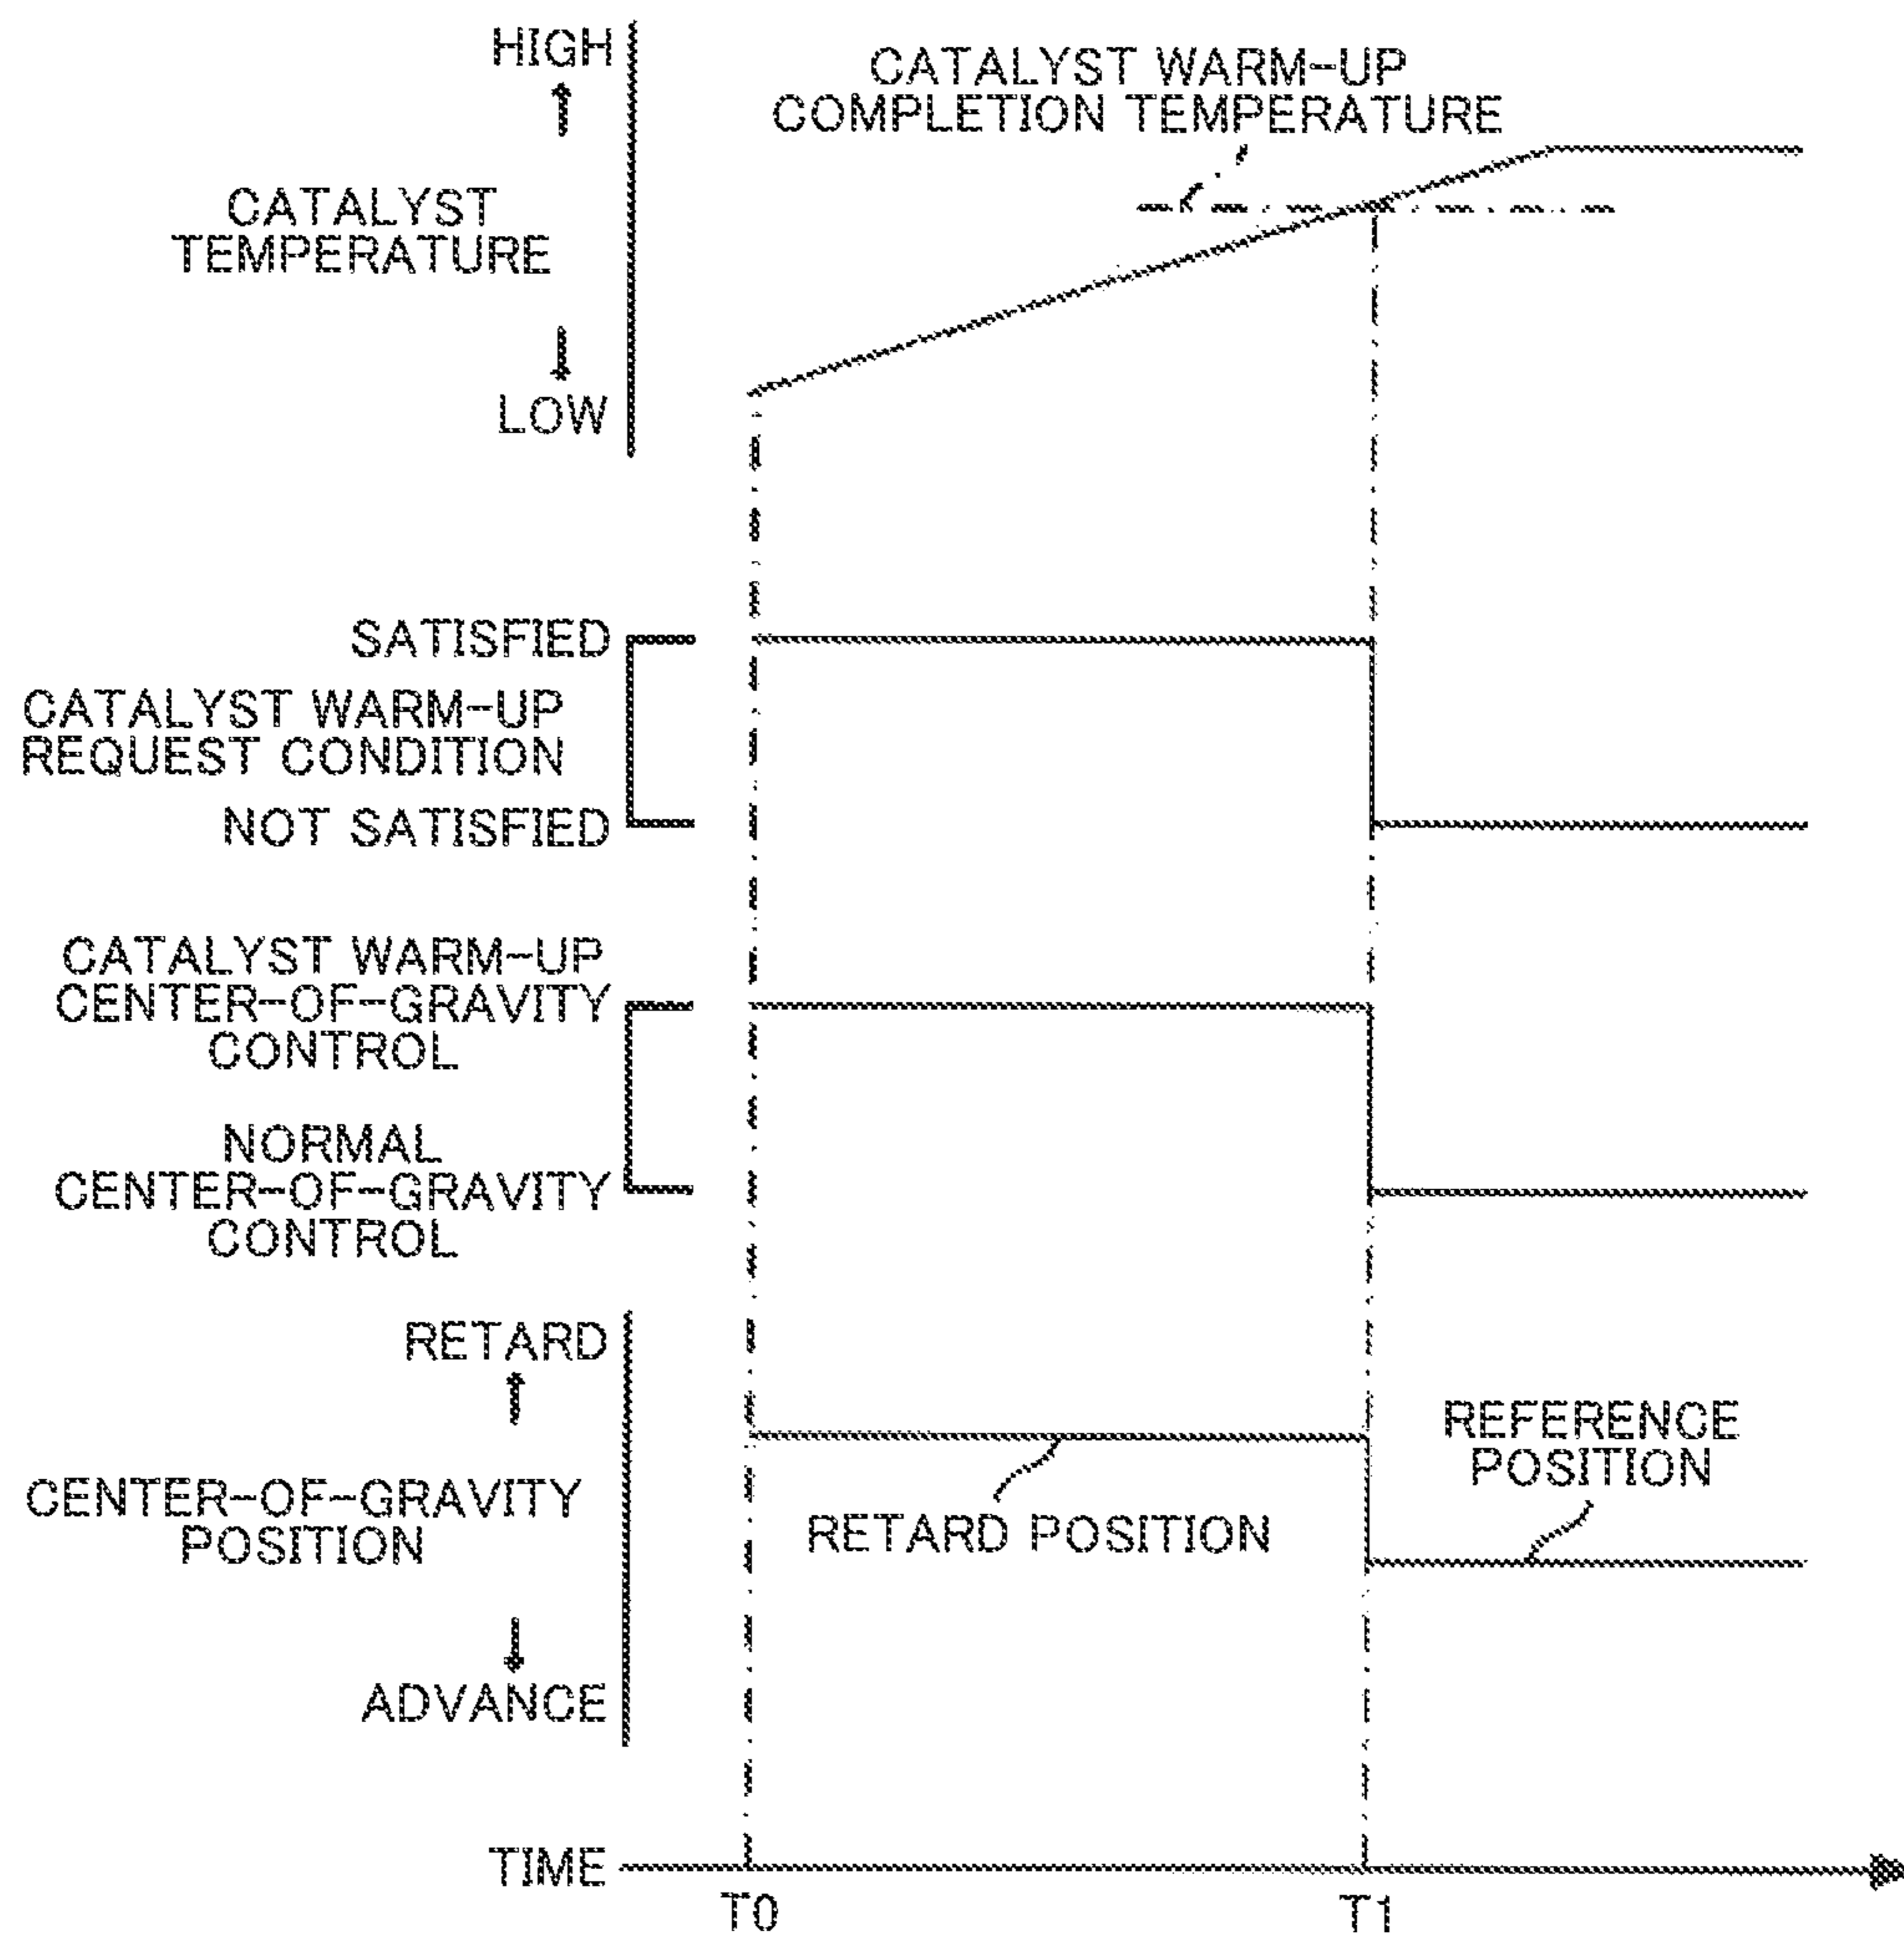 HIGH
CATALYST WARM-UP
COMPLETION TEMPERATURE
CATALYST
TEMPERATURE
LOW
SATISFIED
CATALYST WARM-UP
REQUEST CONDITION
NOT SATISFIED
CATALYST WARM-UP
CENTER-OF-GRAVITY
CONTROL
NORMAL
CENTER-OF-GRAVITY
CONTROL
RETARD
REFERENCE
POSITION
CENTER-OF-GRAVITY
POSITION
RETARD POSITION
ADVANCE
TIME
T0
T1